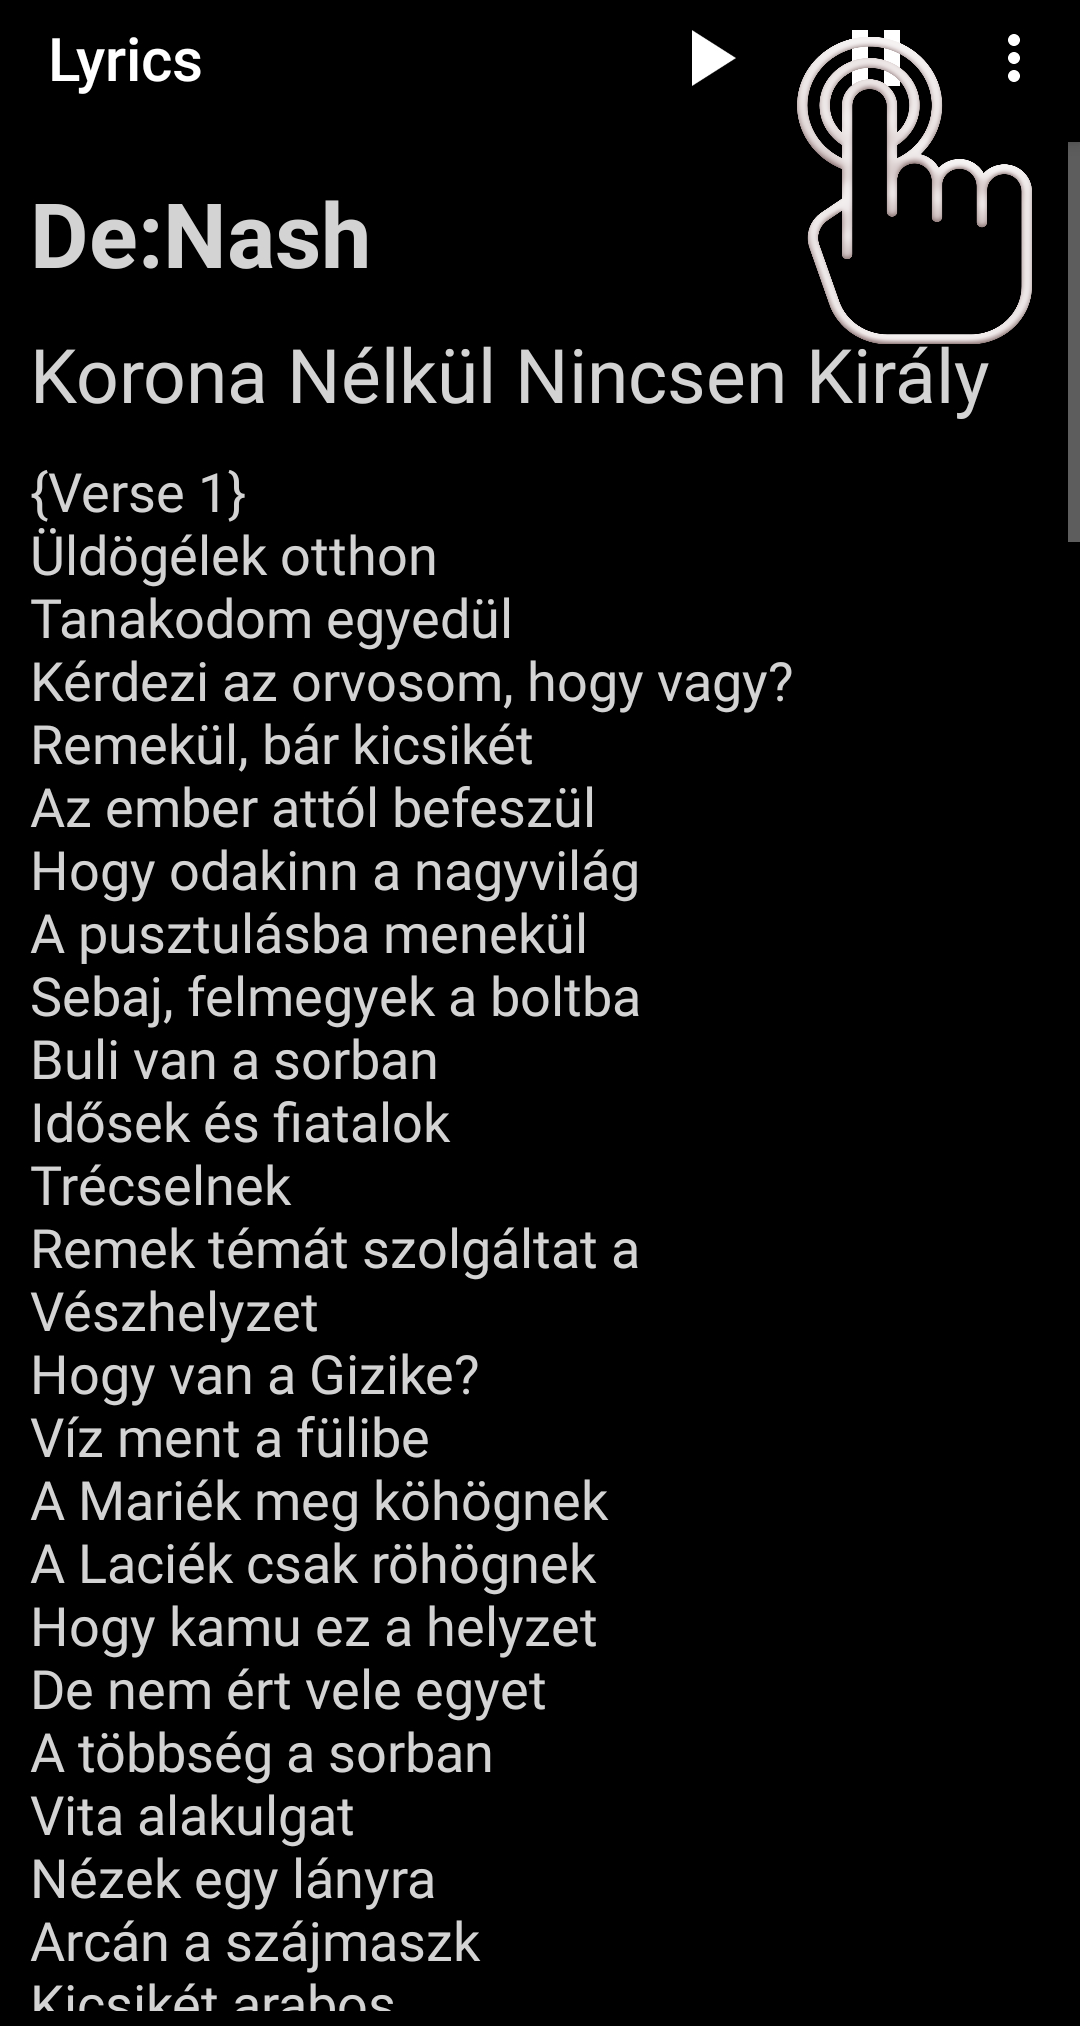 Lyrics
De:Nash
Korona Nélkül Nincsen Király
{Verse 1}
Üldögélek otthon
Tanakodom egyedül
Kérdezi az orvosom, hogy vagy?
Remekül, bár kicsikét
Az ember attól befeszül
Hogy odakinn a nagyvilág
A pusztulásba menekül
Sebaj, felmegyek a boltba
Buli van a sorban
Idősek és fiatalok
Trécselnek
Remek témát szolgáltat a
Vészhelyzet
Hogy van a Gizike?
Víz ment a fülibe
A Mariék meg köhögnek
A Laciék csak röhögnek
Hogy kamu ez a helyzet
De nem ért vele egyet
A többség a sorban
Vita alakulgat
Nézek egy lányra
Arcán a szájmaszk
Kicsikét arabos